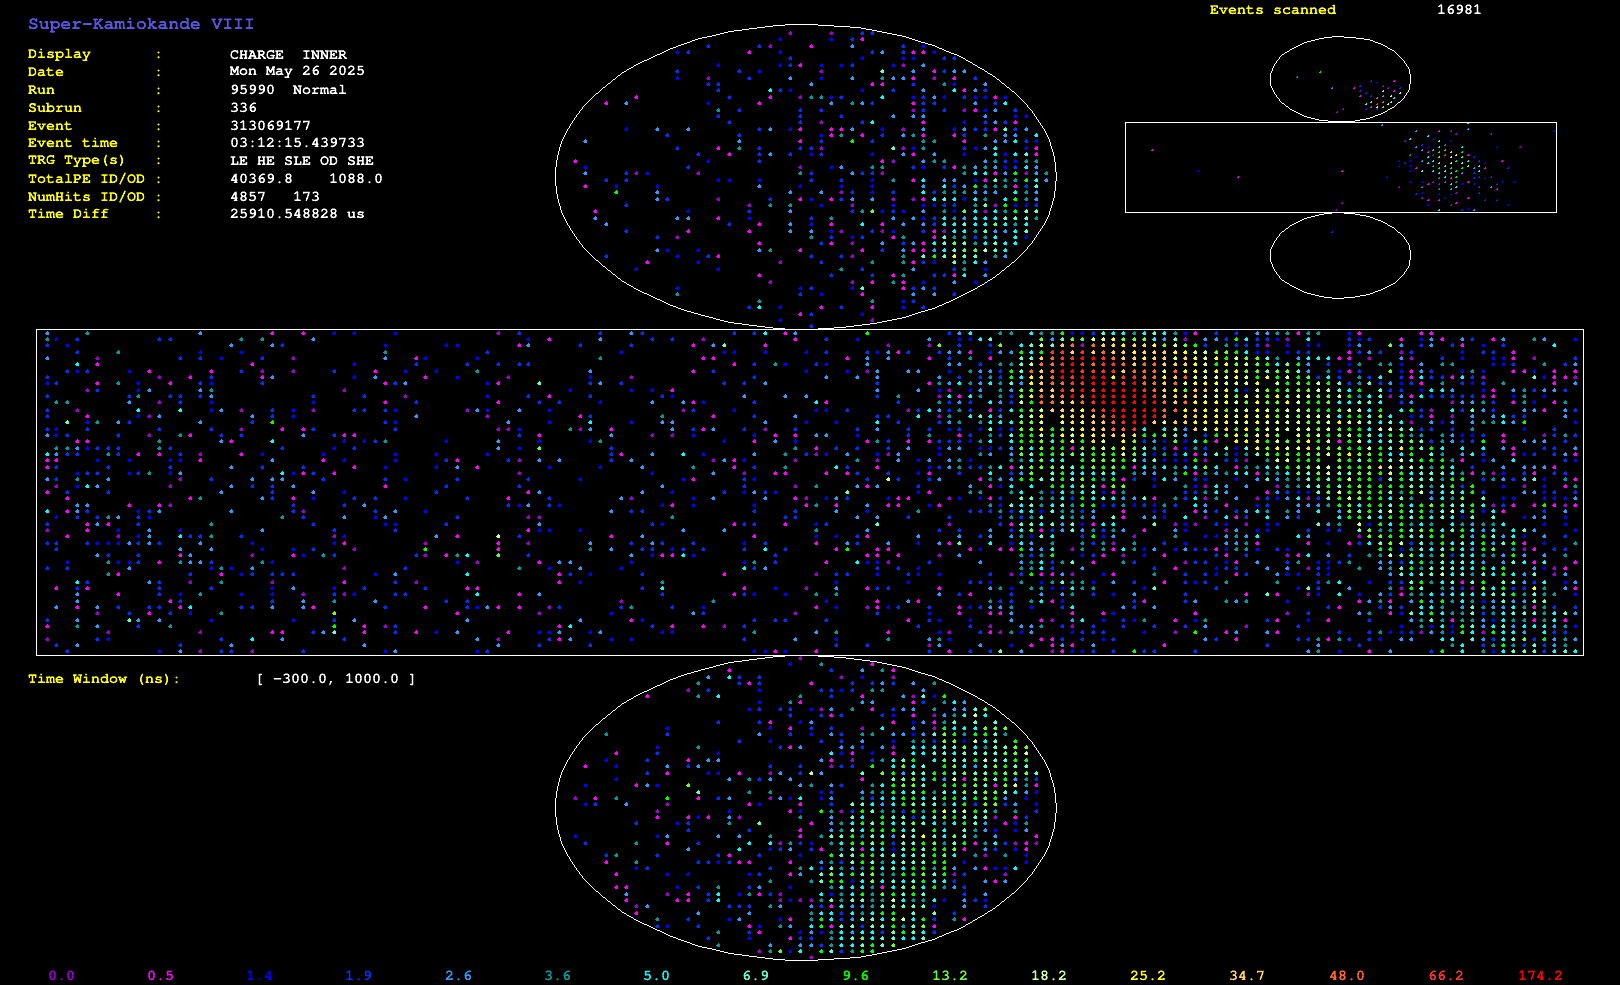 Super-Kamiokande VIII
Events scanned 16981
Display : CHARGE INNER
Date : Mon May 26 2025
Run : 95990 Normal
Subrun : 336
Event : 313069177
Event time : 03:12:15.439733
TRG Type(s) : LE HE SLE OD SHE
TotalPE ID/OD : 40369.8 1088.0
NumHits ID/OD : 4857 173
Time Diff : 25910.548828 us
Time Window (ns): [ -300.0, 1000.0 ]
0.0 0.5 1.4 1.9 2.6 3.6 5.0 6.9 9.6 13.2 18.2 25.2 34.7 48.0 66.2 174.2